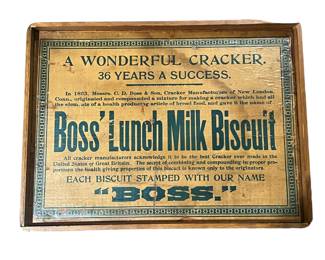 A WONDERFUL CRACKER.
36 YEARS A SUCCESS.
In 1863, Messrs. C. D. Boss & Son, Cracker Manufacturers of New London,
Conn., originated and compounded a mixture for making a cracker which had all
the elements of a health producing article of bread food, and gave it the name of
Boss' Lunch Milk Biscuit
All cracker manufacturers acknowledge it to be the best Cracker ever made in the
United States or Great Britain. The secret of combining and compounding in proper pro-
portions the health giving properties of this biscuit is known only to the originators.
EACH BISCUIT STAMPED WITH OUR NAME
"BOSS."